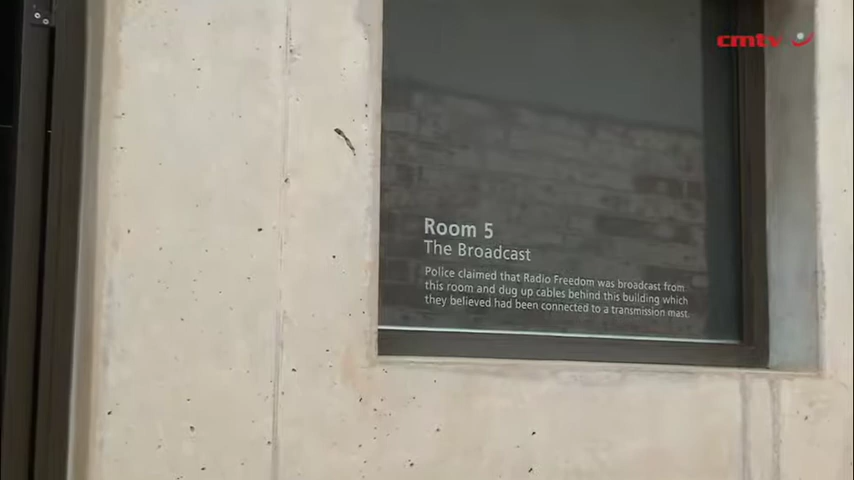 cmtv
Room 5
The Broadcast
Police claimed that Radio Freedom was broadcast from
this room and dug up cables behind this building which
they believed had been connected to a transmission mast.